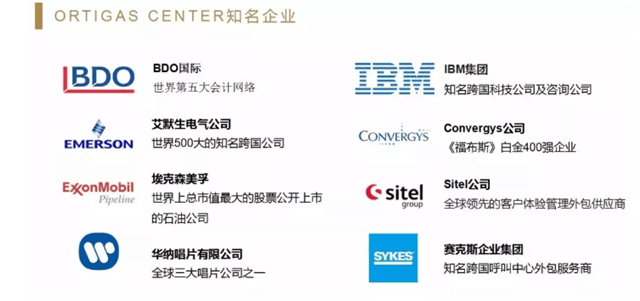 ORTIGAS CENTER知名企业
BDO
BDO国际
世界第五大会计网络
EMERSON
艾默生电气公司
世界500大的知名跨国公司
ExxonMobil
Pipeline
埃克森美孚
世界上总市值最大的股票公开上市
的石油公司
华纳唱片有限公司
全球三大唱片公司之一
IBM
IBM集团
知名跨国科技公司及咨询公司
CONVERGYS
Convergys公司
《福布斯》白金400强企业
sitel
group
Sitel公司
全球领先的客户体验管理外包供应商
SYKES
赛克斯企业集团
知名跨国呼叫中心外包服务商